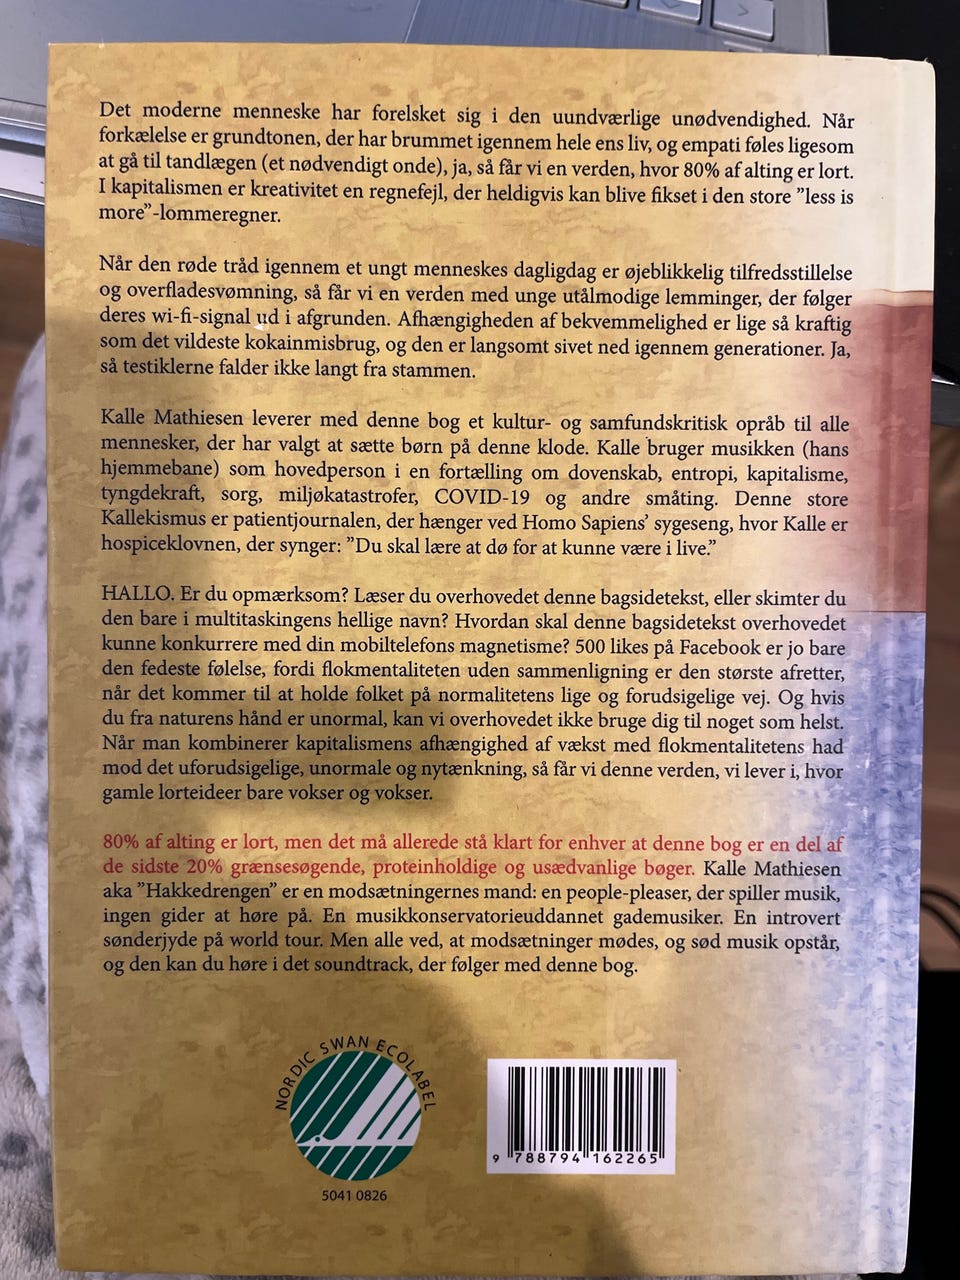 Det moderne menneske har forelsket sig i den uundværlige unødvendighed. Når
forkælelse er grundtonen, der har brummet igennem hele ens liv, og empati føles ligesom
at gå til tandlægen (et nødvendigt onde), ja, så får vi en verden, hvor 80% af alting er lort.
I kapitalismen er kreativitet en regnefejl, der heldigvis kan blive fikset i den store ”less is
more”-lommeregner.
Når den røde tråd igennem et ungt menneskes dagligdag er øjeblikkelig tilfredsstillelse
og overfladesvømning, så får vi en verden med unge utålmodige lemminger, der følger
deres wi-fi-signal ud i afgrunden. Afhængigheden af bekvemmelighed er lige så kraftig
som det vildeste kokainmisbrug, og den er langsomt sivet ned igennem generationer. Ja,
så testiklerne falder ikke langt fra stammen.
Kalle Mathiesen leverer med denne bog et kultur- og samfundskritisk opråb til alle
mennesker, der har valgt at sætte børn på denne klode. Kalle bruger musikken (hans
hjemmebane) som hovedperson i en fortælling om dovenskab, entropi, kapitalisme,
tyngdekraft, sorg, miljøkatastrofer, COVID-19 og andre småting. Denne store
Kallekismus er patientjournalen, der hænger ved Homo Sapiens’ sygeseng, hvor Kalle er
hospiceklovnen, der synger: ”Du skal lære at dø for at kunne være i live.”
HALLO. Er du opmærksom? Læser du overhovedet denne bagsidetekst, eller skimter du
den bare i multitaskingens hellige navn? Hvordan skal denne bagsidetekst overhovedet
kunne konkurrere med din mobiltelefons magnetisme? 500 likes på Facebook er jo bare
den fedeste følelse, fordi flokmentaliteten uden sammenligning er den største afretter,
når det kommer til at holde folket på normalitetens lige og forudsigelige vej. Og hvis
du fra naturens hånd er unormal, kan vi overhovedet ikke bruge dig til noget som helst.
Når man kombinerer kapitalismens afhængighed af vækst med flokmentalitetens had
mod det uforudsigelige, unormale og nytænkning, så får vi denne verden, vi lever i, hvor
gamle lorteideer bare vokser og vokser.
80% af alting er lort, men det må allerede stå klart for enhver at denne bog er en del af
de sidste 20% grænsesøgende, proteinholdige og usædvanlige bøger. Kalle Mathiesen
aka ”Hakkedrengen” er en modsætningernes mand: en people-pleaser, der spiller musik,
ingen gider at høre på. En musikkonservatorieuddannet gademusiker. En introvert
sønderjyde på world tour. Men alle ved, at modsætninger mødes, og sød musik opstår,
og den kan du høre i det soundtrack, der følger med denne bog.
NORDIC SWAN ECOLABEL
5041 0826
9 788794 162265